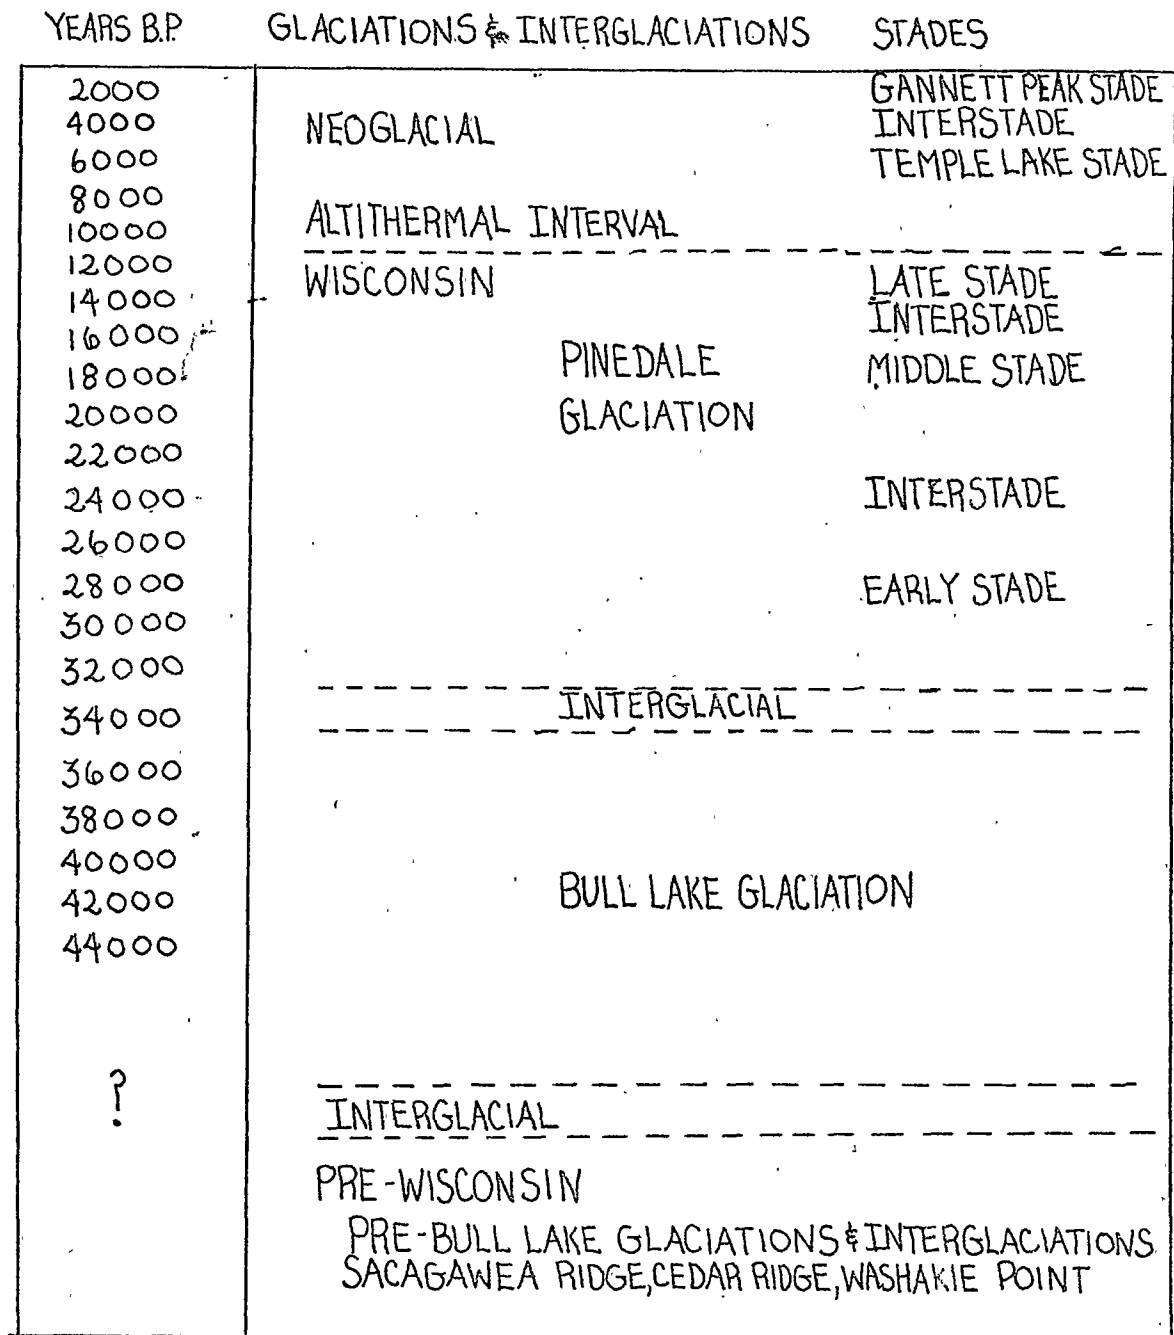 YEARS B.P. GLACIATIONS & INTERGLACIATIONS STADES
2000 GANNETT PEAK STADE
4000 NEOGLACIAL INTERSTADE
6000 TEMPLE LAKE STADE
8000
10000 ALTITHERMAL INTERVAL
12000 WISCONSIN LATE STADE
14000 INTERSTADE
16000
18000 PINEDALE MIDDLE STADE
20000 GLACIATION
22000
24000 INTERSTADE
26000
28000 EARLY STADE
30000
32000
34000 INTERGLACIAL
36000
38000
40000
42000 BULL LAKE GLACIATION
44000
? INTERGLACIAL
PRE-WISCONSIN
PRE-BULL LAKE GLACIATIONS & INTERGLACIATIONS
SACAGAWEA RIDGE, CEDAR RIDGE, WASHAKIE POINT